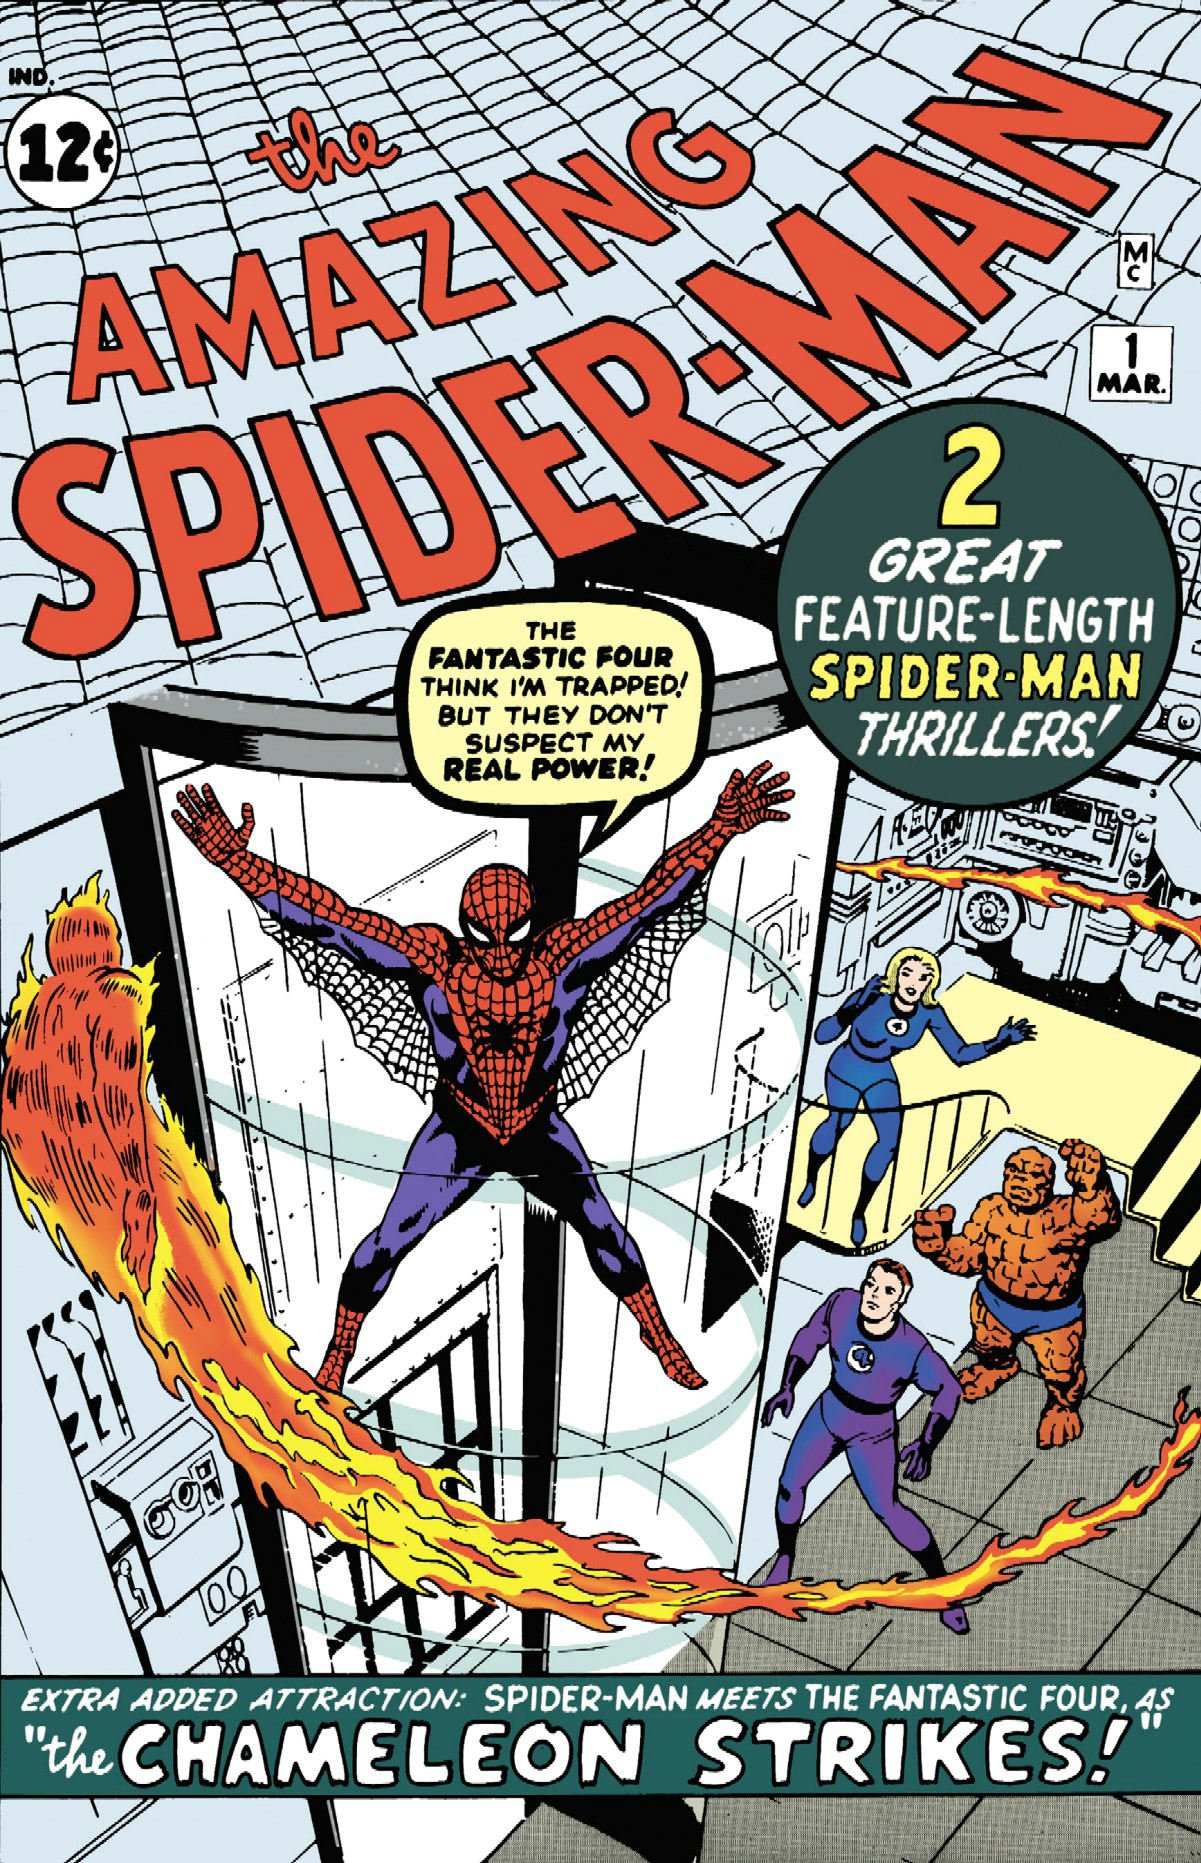 IND.
12¢
the
AMAZING
SPIDER-MAN
M
C
1
MAR.
2
GREAT
FEATURE-LENGTH
SPIDER-MAN
THRILLERS!
THE
FANTASTIC FOUR
THINK I'M TRAPPED!
BUT THEY DON'T
SUSPECT MY
REAL POWER!
4
EXTRA ADDED ATTRACTION: SPIDER-MAN MEETS THE FANTASTIC FOUR, AS
"the CHAMELEON STRIKES!"